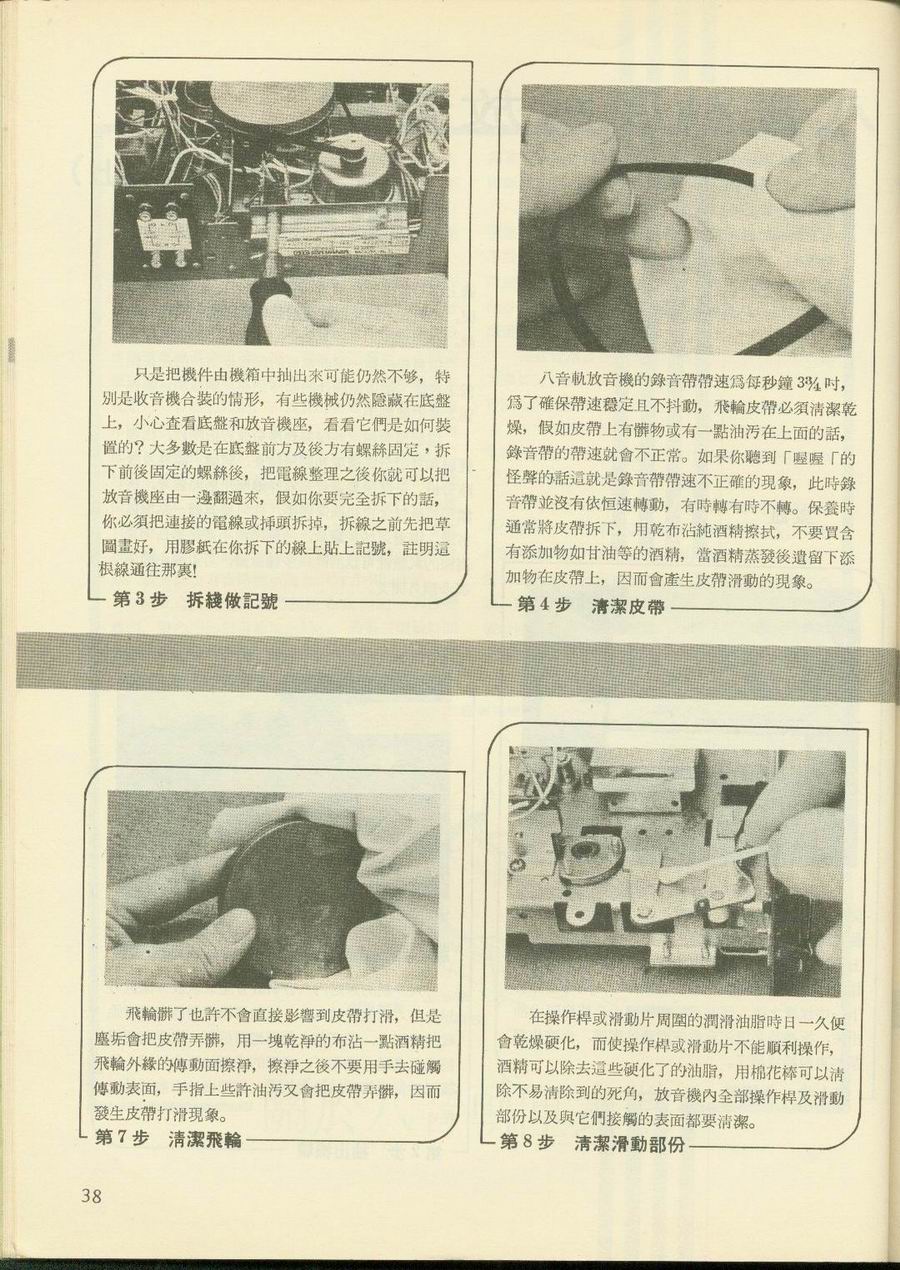 只是把機件由機箱中抽出來可能仍然不够，特
別是收音機合裝的情形，有些機械仍然隱藏在底盤
上，小心查看底盤和放音機座，看看它們是如何裝
置的？大多數是在底盤前方及後方有螺絲固定，拆
下前後固定的螺絲後，把電線整理之後你就可以把
放音機座由一邊翻過來，假如你要完全拆下的話，
你必須把連接的電線或揷頭拆掉，拆線之前先把草
圖畫好，用膠紙在你拆下的線上貼上記號，註明這
根線通往那裏！
第3步 拆綫做記號
八音軌放音機的錄音帶帶速爲每秒鐘3¾吋，
爲了確保帶速穩定且不抖動，飛輪皮帶必須淸潔乾
燥，假如皮帶上有髒物或有一點油汚在上面的話，
錄音帶的帶速就會不正常。如果你聽到「喔喔「的
怪聲的話這就是錄音帶帶速不正確的現象，此時錄
音帶並沒有依恒速轉動，有時轉有時不轉。保養時
通常將皮帶拆下，用乾布沾純酒精擦拭，不要買含
有添加物如甘油等的酒精，當酒精蒸發後遺留下添
加物在皮帶上，因而會產生皮帶滑動的現象。
第4步 淸潔皮帶
飛輪髒了也許不會直接影響到皮帶打滑，但是
塵垢會把皮帶弄髒，用一塊乾淨的布沾一點酒精把
飛輪外緣的傳動面擦淨，擦淨之後不要用手去碰觸
傳動表面，手指上些許油汚又會把皮帶弄髒，因而
發生皮帶打滑現象。
第7步 淸潔飛輪
在操作桿或滑動片周圍的潤滑油脂時日一久便
會乾燥硬化，而使操作桿或滑動片不能順利操作，
酒精可以除去這些硬化了的油脂，用棉花棒可以淸
除不易淸除到的死角，放音機內全部操作桿及滑動
部份以及與它們接觸的表面都要淸潔。
第8步 淸潔滑動部份
38